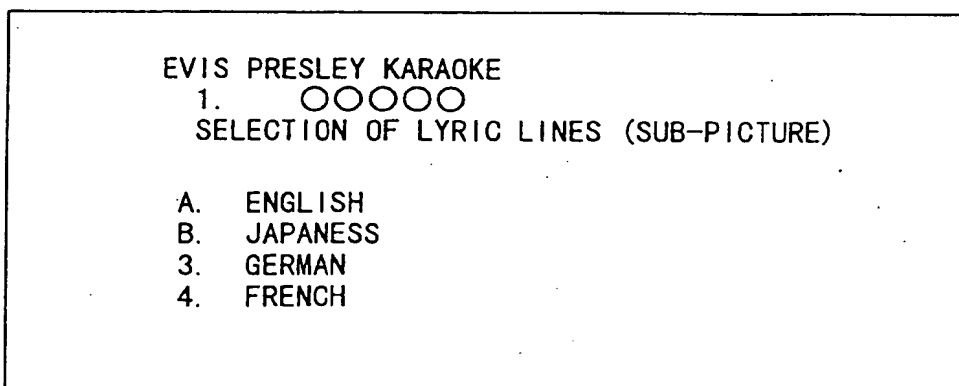 EVIS PRESLEY KARAOKE
1. ○○○○○
SELECTION OF LYRIC LINES (SUB-PICTURE)
A. ENGLISH
B. JAPANESS
3. GERMAN
4. FRENCH